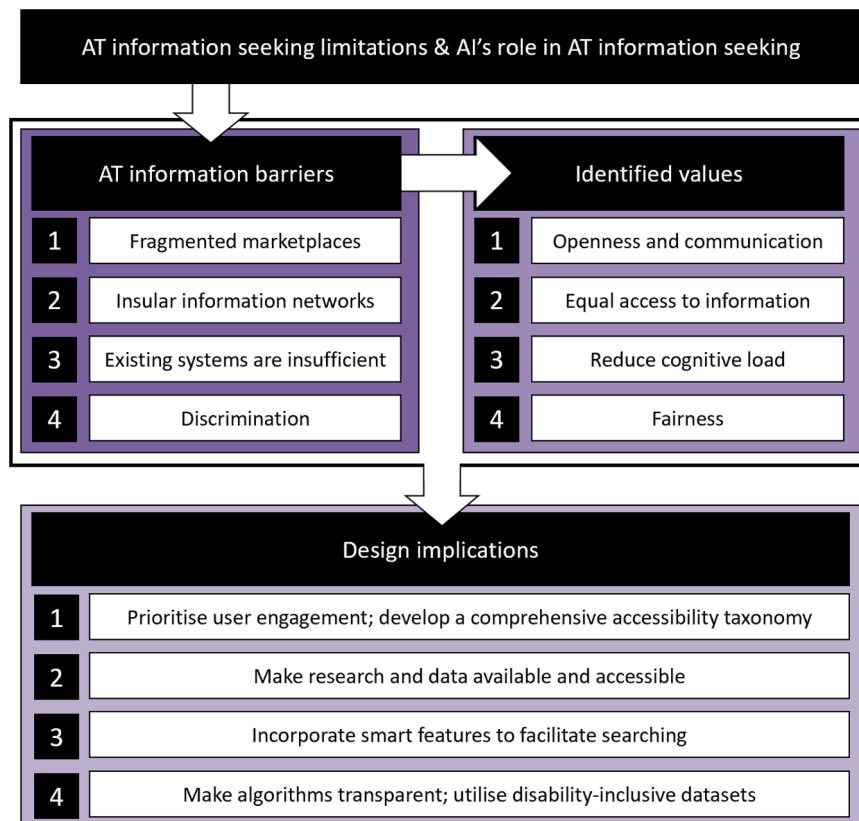 AT information seeking limitations & AI's role in AT information seeking
AT information barriers
1 Fragmented marketplaces
2 Insular information networks
3 Existing systems are insufficient
4 Discrimination
Identified values
1 Openness and communication
2 Equal access to information
3 Reduce cognitive load
4 Fairness
Design implications
1 Prioritise user engagement; develop a comprehensive accessibility taxonomy
2 Make research and data available and accessible
3 Incorporate smart features to facilitate searching
4 Make algorithms transparent; utilise disability-inclusive datasets